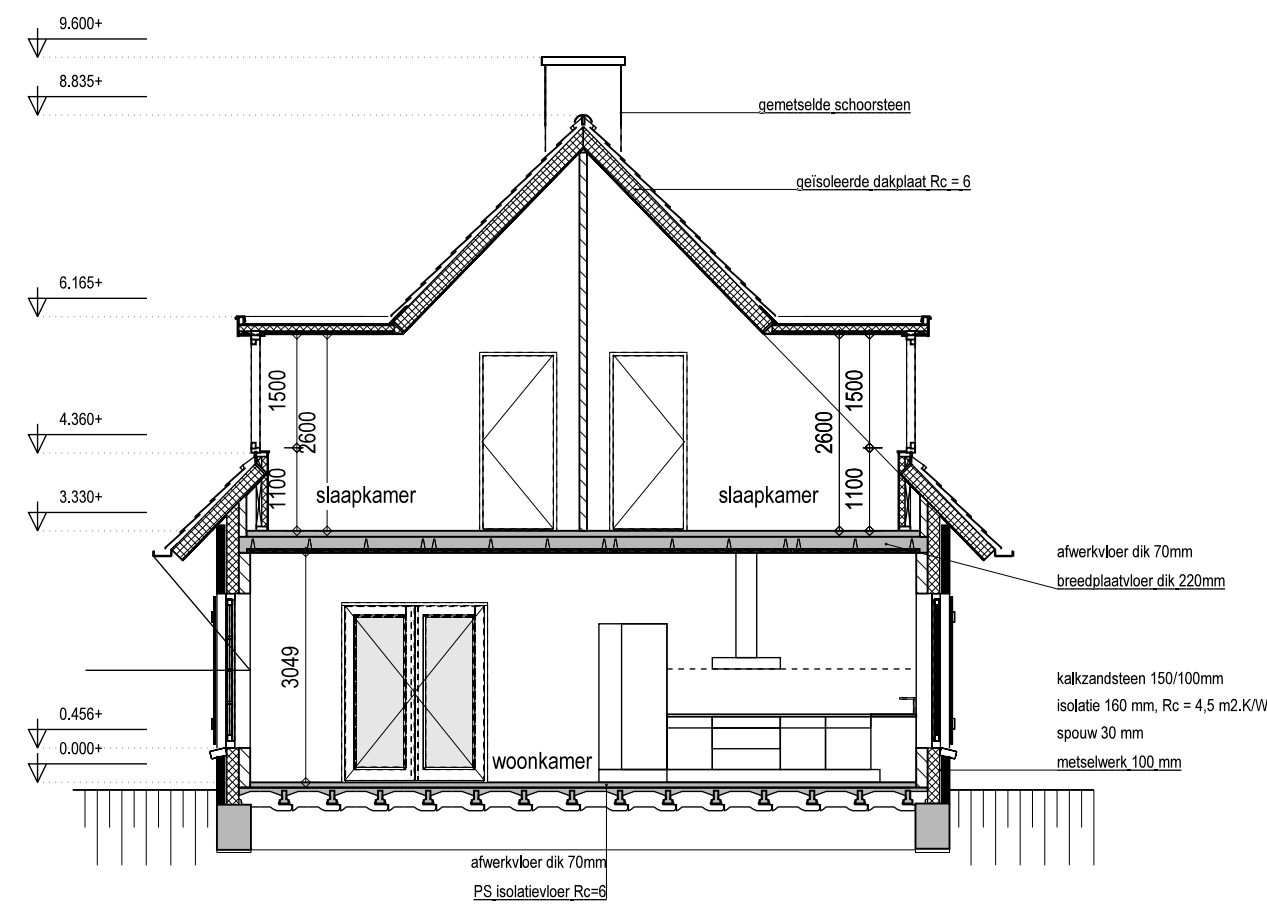 9.600+
8.835+
gemetselde schoorsteen
geïsoleerde dakplaat Rc = 6
6.165+
1500
2600
1500
2600
4.360+
1100
1100
slaapkamer
slaapkamer
3.330+
afwerkvloer dik 70mm
breedplaatvloer dik 220mm
3049
kalkzandsteen 150/100mm
isolatie 160 mm, Rc = 4,5 m2.K/W
spouw 30 mm
metselwerk 100 mm
0.456+
0.000+
woonkamer
afwerkvloer dik 70mm
PS isolatievloer Rc=6